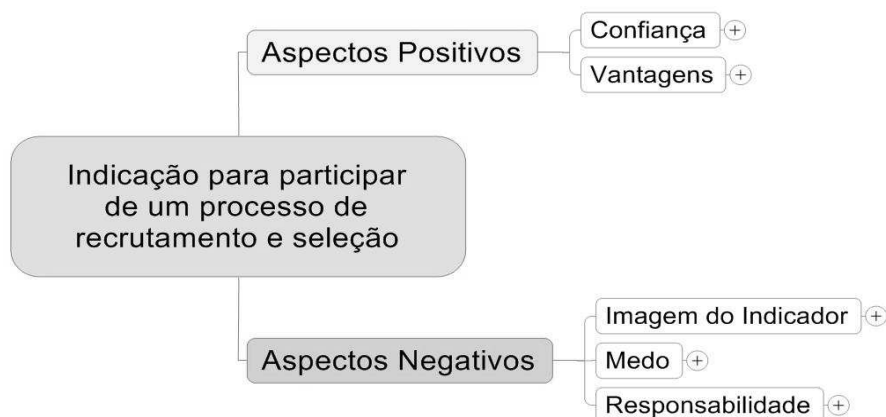 Aspectos Positivos
Confiança
Vantagens
Indicação para participar
de um processo de
recrutamento e seleção
Aspectos Negativos
Imagem do Indicador
Medo
Responsabilidade